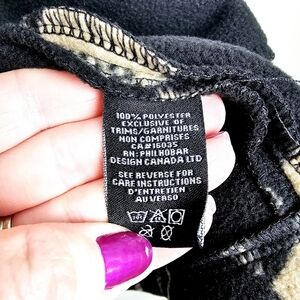 100% POLYESTER
EXCLUSIVE OF
TRIMS/GARNITURES
NON COMPRISES
CA#16035
RN: PHILHOBAR
DESIGN CANADA LTD
SEE REVERSE FOR
CARE INSTRUCTIONS
D'ENTRETIEN
AU VERSO